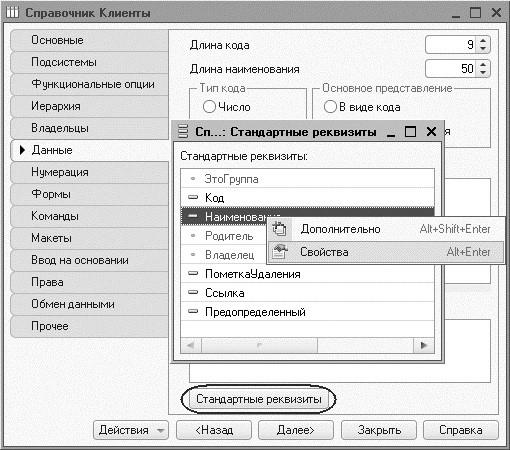 Справочник Клиенты
Основные
Подсистемы
Функциональные опции
Иерархия
Владельцы
Данные
Нумерация
Формы
Команды
Макеты
Ввод на основании
Права
Обмен данными
Прочее
Длина кода 9
Длина наименования 50
Тип кода
Число
Основное представление
В виде кода
Сп...: Стандартные реквизиты
Стандартные реквизиты:
ЭтоГруппа
Код
Наименование
Родитель
Владелец
ПометкаУдаления
Ссылка
Предопределенный
Дополнительно Alt+Shift+Enter
Свойства Alt+Enter
Стандартные реквизиты
Действия
<Назад
Далее>
Закрыть
Справка